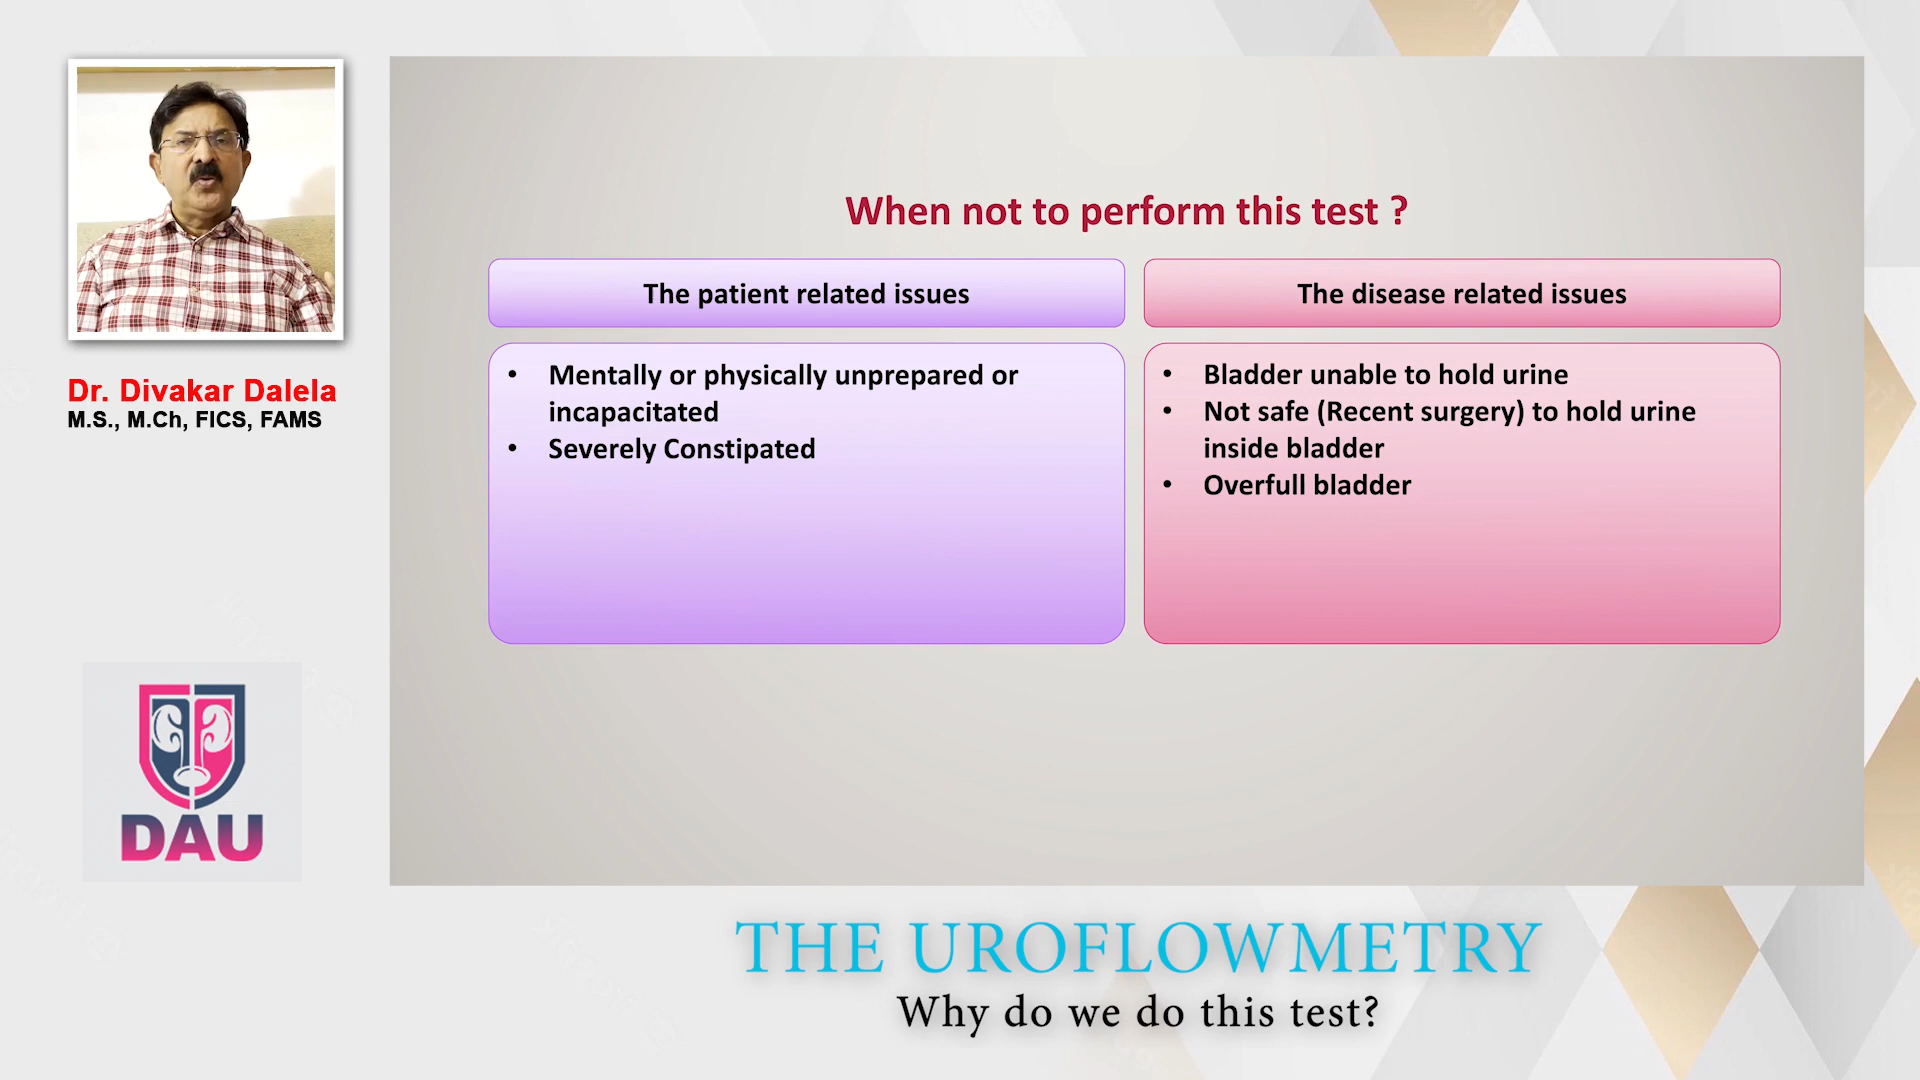 Dr. Divakar Dalela
M.S., M.Ch, FICS, FAMS
DAU
When not to perform this test ?
The patient related issues
• Mentally or physically unprepared or
incapacitated
• Severely Constipated
The disease related issues
• Bladder unable to hold urine
• Not safe (Recent surgery) to hold urine
inside bladder
• Overfull bladder
THE UROFLOWMETRY
Why do we do this test?